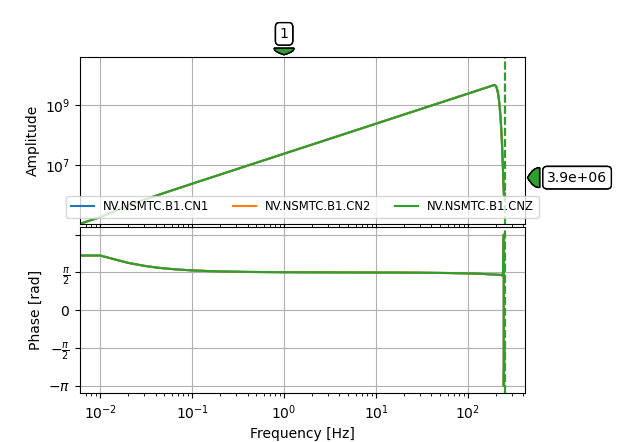 1
Amplitude
10⁹
10⁷
3.9e+06
NV.NSMTC.B1.CN1
NV.NSMTC.B1.CN2
NV.NSMTC.B1.CNZ
Phase [rad]
π/2
0
−π/2
−π
10⁻²
10⁻¹
10⁰
10¹
10²
Frequency [Hz]